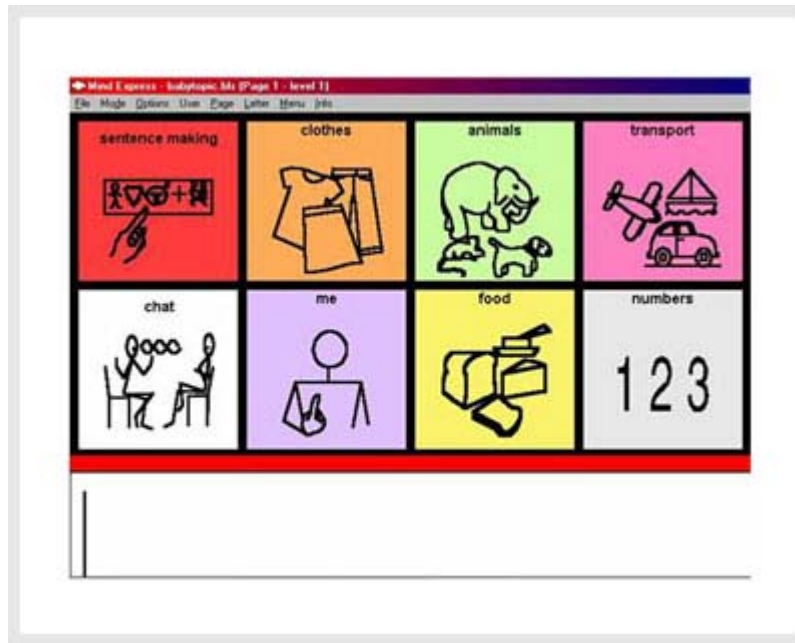 Mind Express - babytopic.bls (Page 1 - level 1)
File Mode Options User Page Letter Menu Info
sentence making clothes animals transport
chat me food numbers
1 2 3